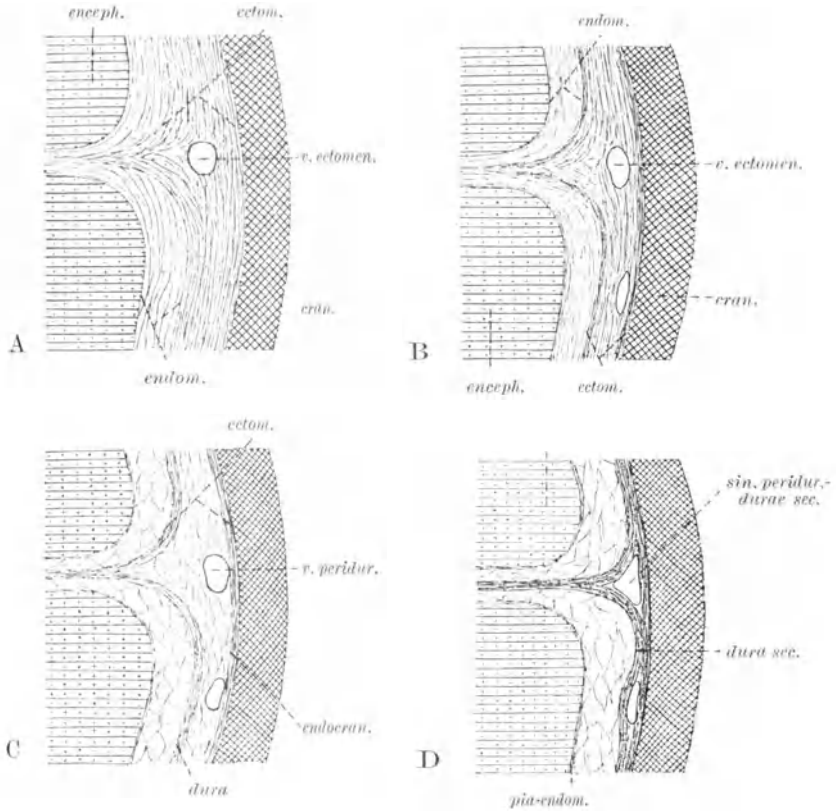 enceph.
ectom.
v. ectomen.
cran.
A
endom.
endom.
v. ectomen.
cran.
B
enceph.
ectom.
ectom.
v. peridur.
endocran.
C
dura
sin. peridur.-
durae sec.
dura sec.
D
pia-endom.